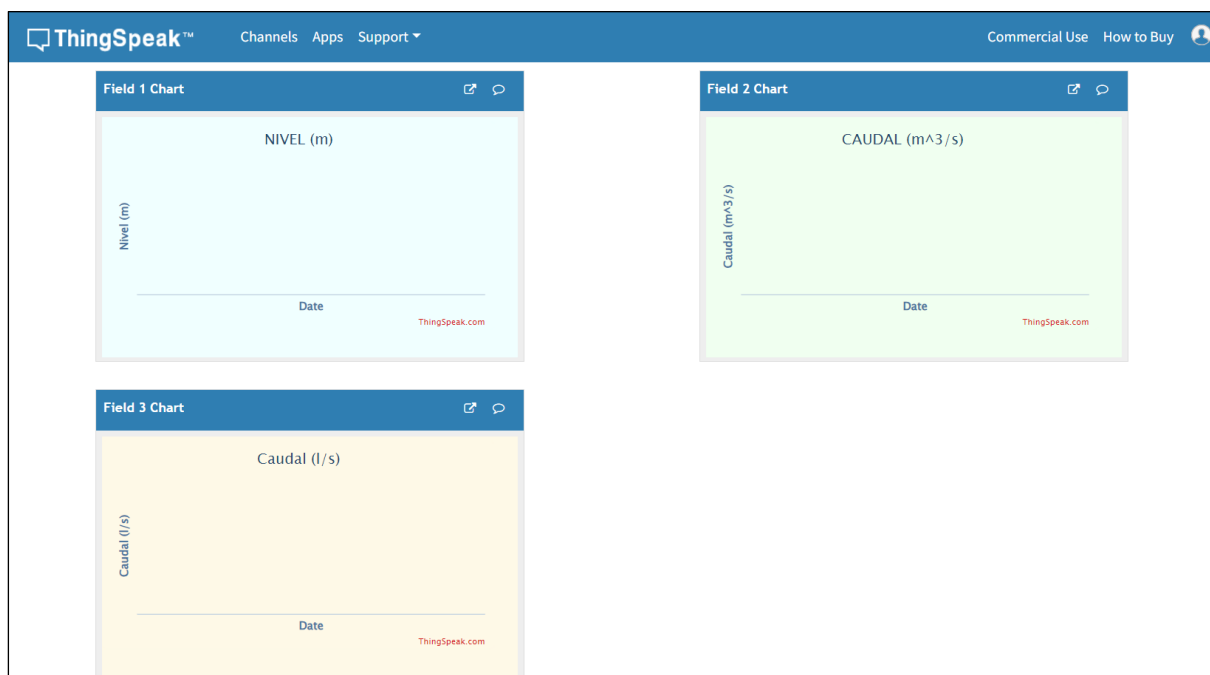 ThingSpeak™ Channels Apps Support Commercial Use How to Buy
Field 1 Chart
NIVEL (m)
Nivel (m)
Date
ThingSpeak.com
Field 2 Chart
CAUDAL (m^3/s)
Caudal (m^3/s)
Date
ThingSpeak.com
Field 3 Chart
Caudal (l/s)
Caudal (l/s)
Date
ThingSpeak.com